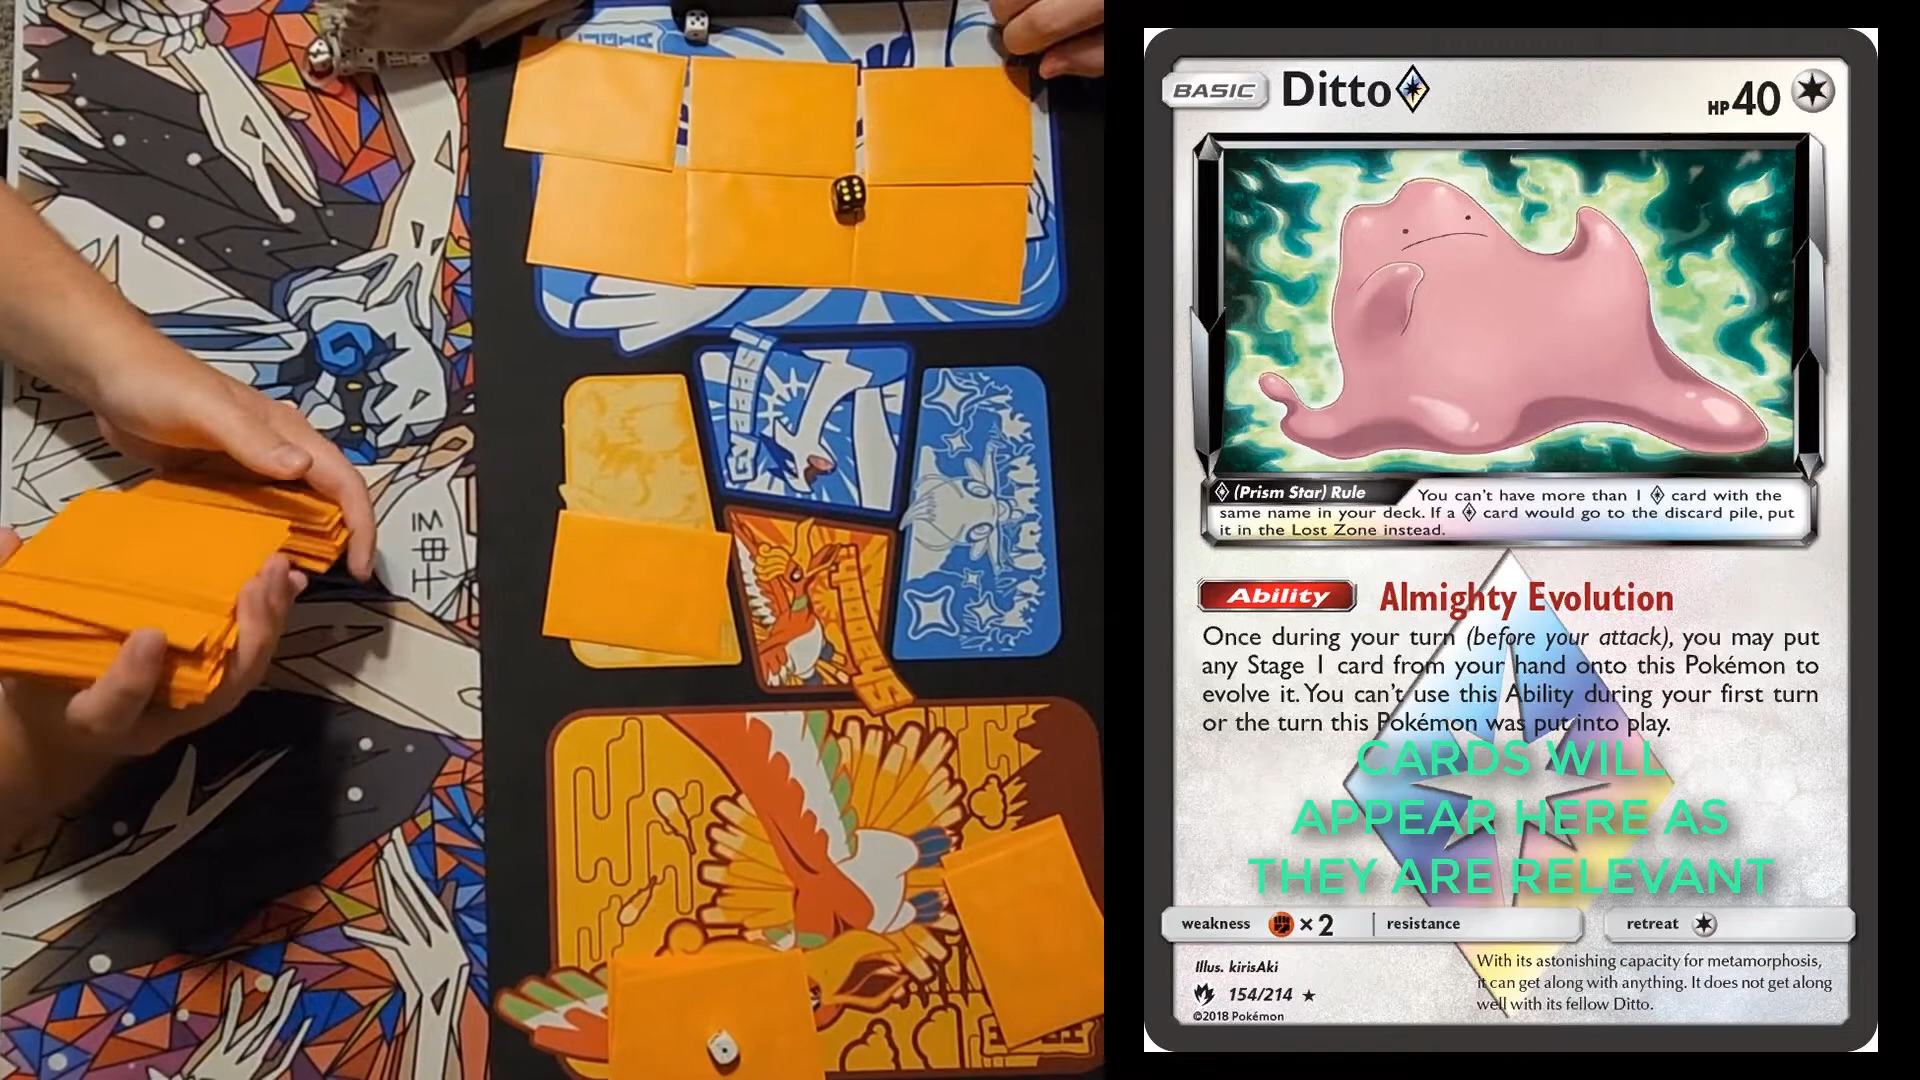 GYAAAS!
BASIC Ditto HP 40
(Prism Star) Rule You can't have more than 1 card with the
same name in your deck. If a card would go to the discard pile, put
it in the Lost Zone instead.
Ability Almighty Evolution
Once during your turn (before your attack), you may put
any Stage 1 card from your hand onto this Pokémon to
evolve it. You can't use this Ability during your first turn
or the turn this Pokémon was put into play.
CARDS WILL
APPEAR HERE AS
THEY ARE RELEVANT
weakness ×2 resistance retreat
Illus. kirisAki
154/214 ★
©2018 Pokémon
With its astonishing capacity for metamorphosis,
it can get along with anything. It does not get along
well with its fellow Ditto.